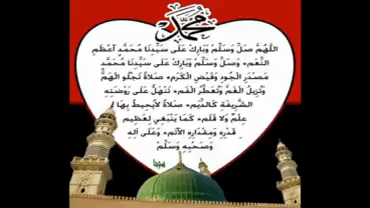 محمد
اللَّهُمَّ صَلِّ وَسَلِّمْ وَبَارِكْ عَلَى سَيِّدِنَا مُحَمَّدٍ أَعْظَمِ
النِّعَمِ، وَصَلِّ وَسَلِّمْ وَبَارِكْ عَلَى سَيِّدِنَا مُحَمَّدٍ
مَصْدَرِ الْجُودِ وَفَيْضِ الْكَرَمِ، صَلَاةً تَجْلُو الْهَمَّ
وَتُزِيلُ الْغَمَّ وَتُعَطِّرُ الْفَمَ، تَنْهَلُّ عَلَى رَوْضَتِهِ
الشَّرِيفَةِ كَالدِّيَمِ، صَلَاةً لَا يُحِيطُ بِهَا
عِلْمٌ وَلَا قَلَمٌ، كَمَا يَنْبَغِي لِعَظِيمِ
قَدْرِهِ وَمِقْدَارِهِ الْأَتَمِّ، وَعَلَى آلِهِ
وَصَحْبِهِ وَسَلِّمْ